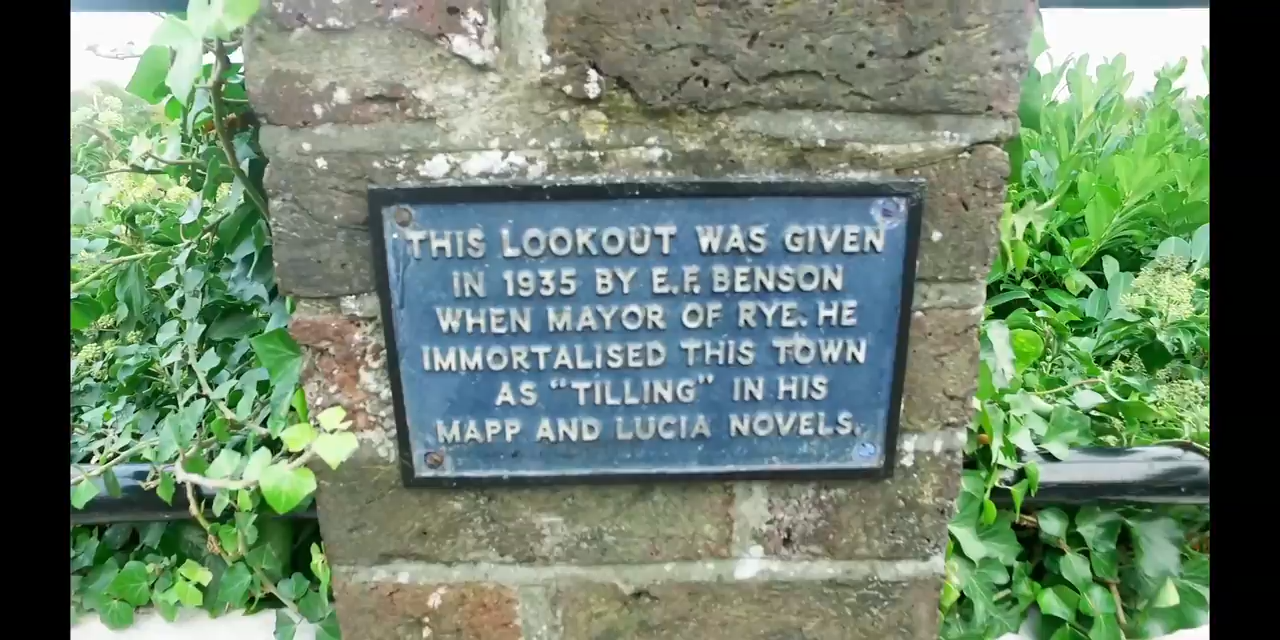 THIS LOOKOUT WAS GIVEN
IN 1935 BY E.F. BENSON
WHEN MAYOR OF RYE. HE
IMMORTALISED THIS TOWN
AS "TILLING" IN HIS
MAPP AND LUCIA NOVELS.